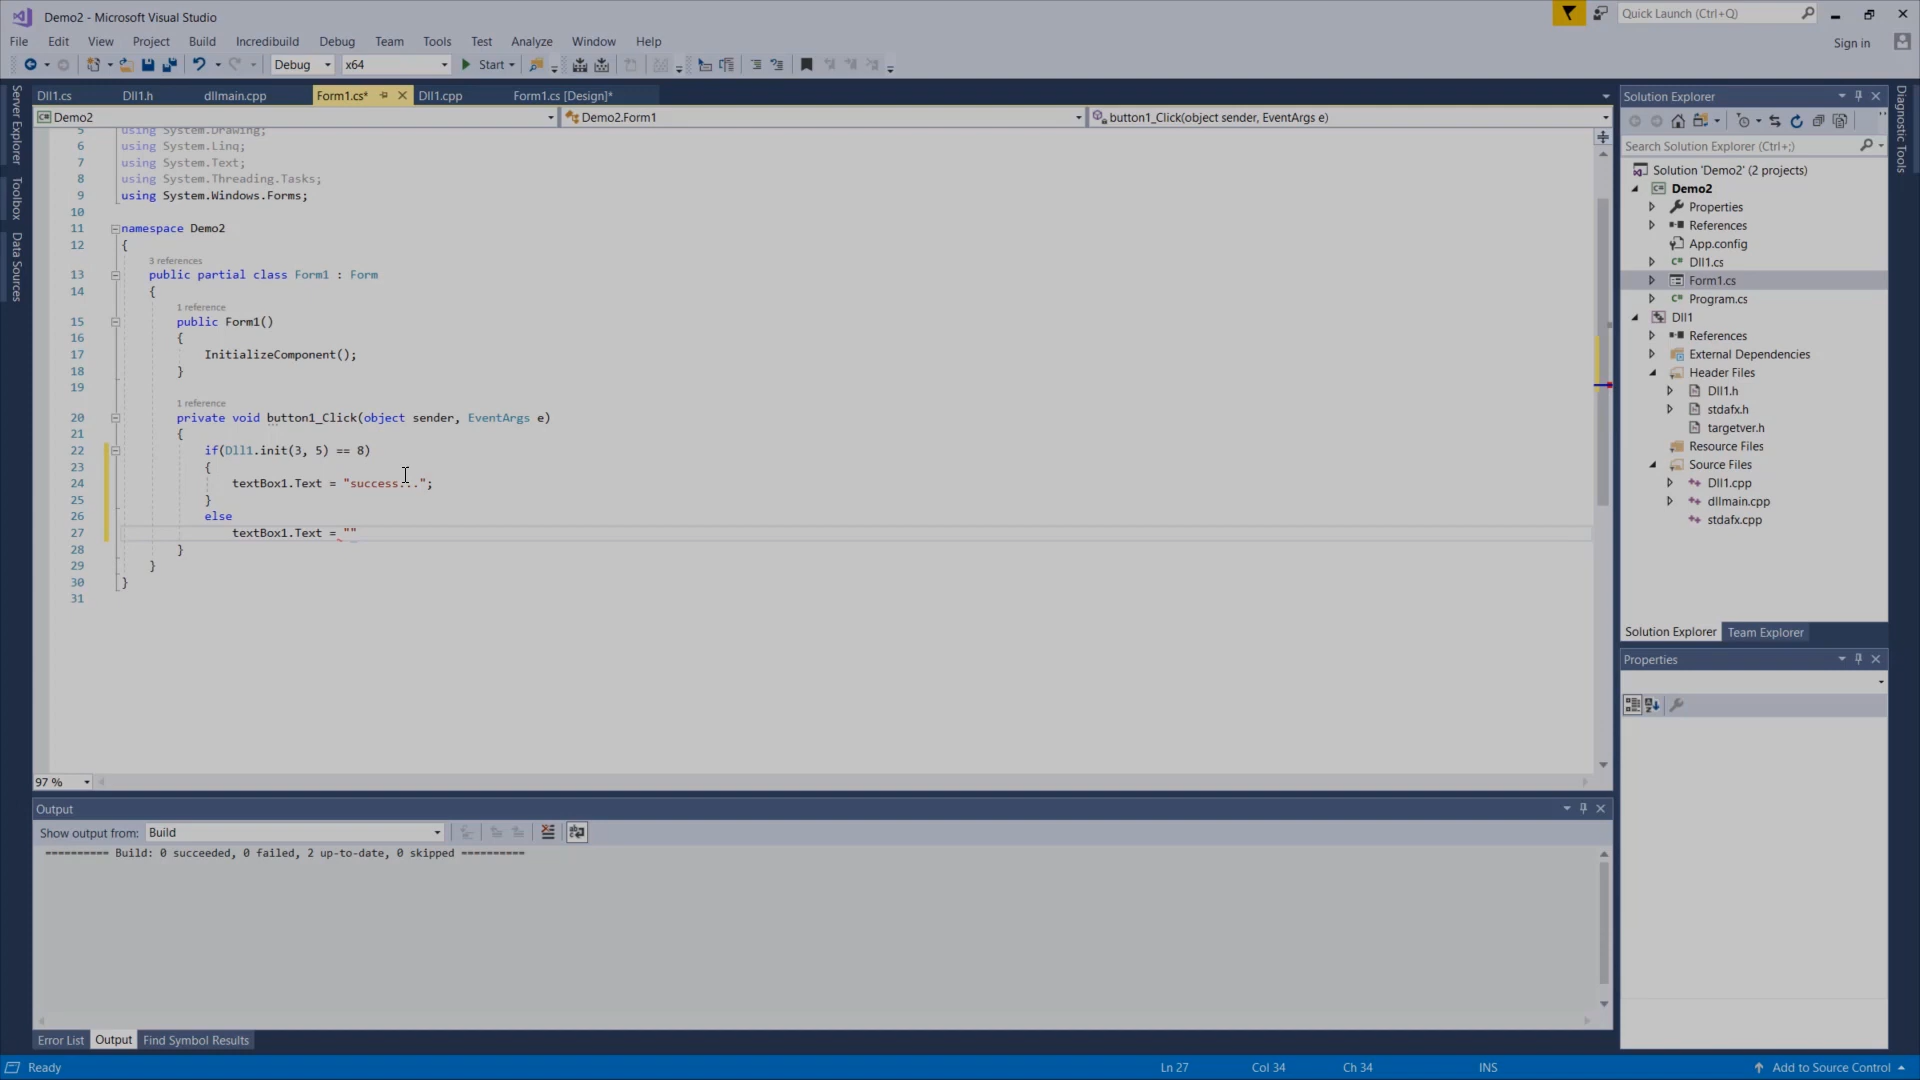 Demo2 - Microsoft Visual Studio
Quick Launch (Ctrl+Q)
File Edit View Project Build Incredibuild Debug Team Tools Test Analyze Window Help
Sign in
Debug x64 Start
Dll1.cs Dll1.h dllmain.cpp Form1.cs* Dll1.cpp Form1.cs [Design]*
Demo2 Demo2.Form1 button1_Click(object sender, EventArgs e)
Server Explorer
Toolbox
Data Sources
5 using System.Drawing;
6 using System.Linq;
7 using System.Text;
8 using System.Threading.Tasks;
9 using System.Windows.Forms;
10
11 namespace Demo2
12 {
3 references
13 public partial class Form1 : Form
14 {
1 reference
15 public Form1()
16 {
17 InitializeComponent();
18 }
19
1 reference
20 private void button1_Click(object sender, EventArgs e)
21 {
22 if(Dll1.init(3, 5) == 8)
23 {
24 textBox1.Text = "success...";
25 }
26 else
27 textBox1.Text = ""
28 }
29 }
30 }
31
97 %
Output
Show output from: Build
========== Build: 0 succeeded, 0 failed, 2 up-to-date, 0 skipped ==========
Error List Output Find Symbol Results
Solution Explorer
Search Solution Explorer (Ctrl+;)
Solution 'Demo2' (2 projects)
C# Demo2
Properties
References
App.config
C# Dll1.cs
Form1.cs
C# Program.cs
Dll1
References
External Dependencies
Header Files
Dll1.h
stdafx.h
targetver.h
Resource Files
Source Files
Dll1.cpp
dllmain.cpp
stdafx.cpp
Solution Explorer Team Explorer
Properties
Diagnostic Tools
Ready Ln 27 Col 34 Ch 34 INS Add to Source Control